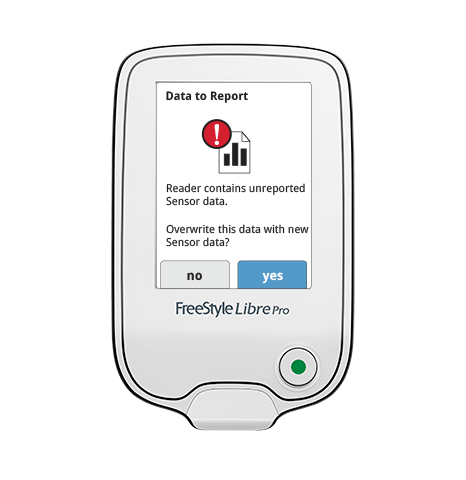 Data to Report
!
Reader contains unreported
Sensor data.
Overwrite this data with new
Sensor data?
no
yes
FreeStyle Libre Pro